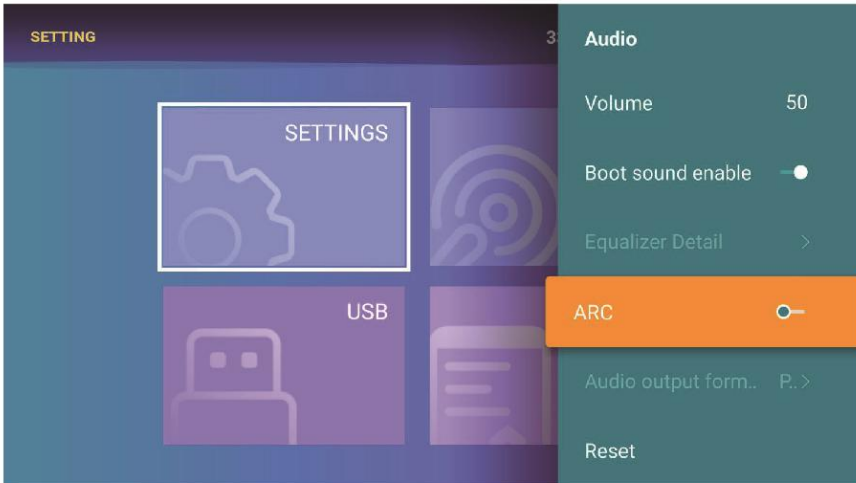 SETTING
SETTINGS
USB
Audio
Volume 50
Boot sound enable
Equalizer Detail >
ARC
Audio output form.. P.. >
Reset